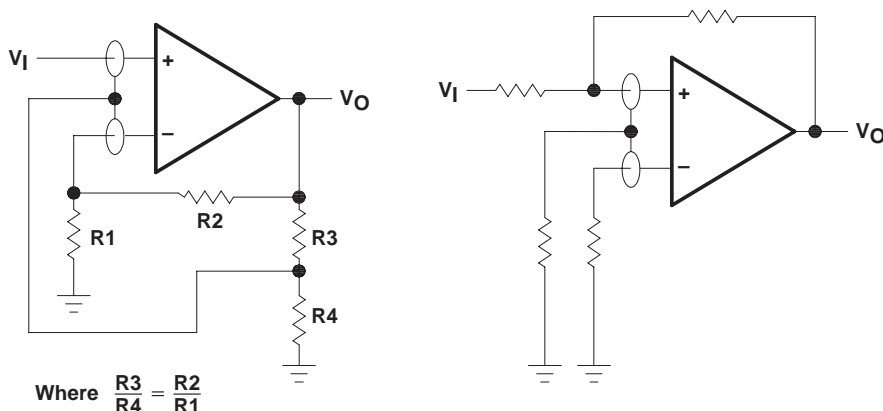 VI
+
−
VO
R2
R1
R3
R4
Where R3/R4 = R2/R1
VI
+
−
VO